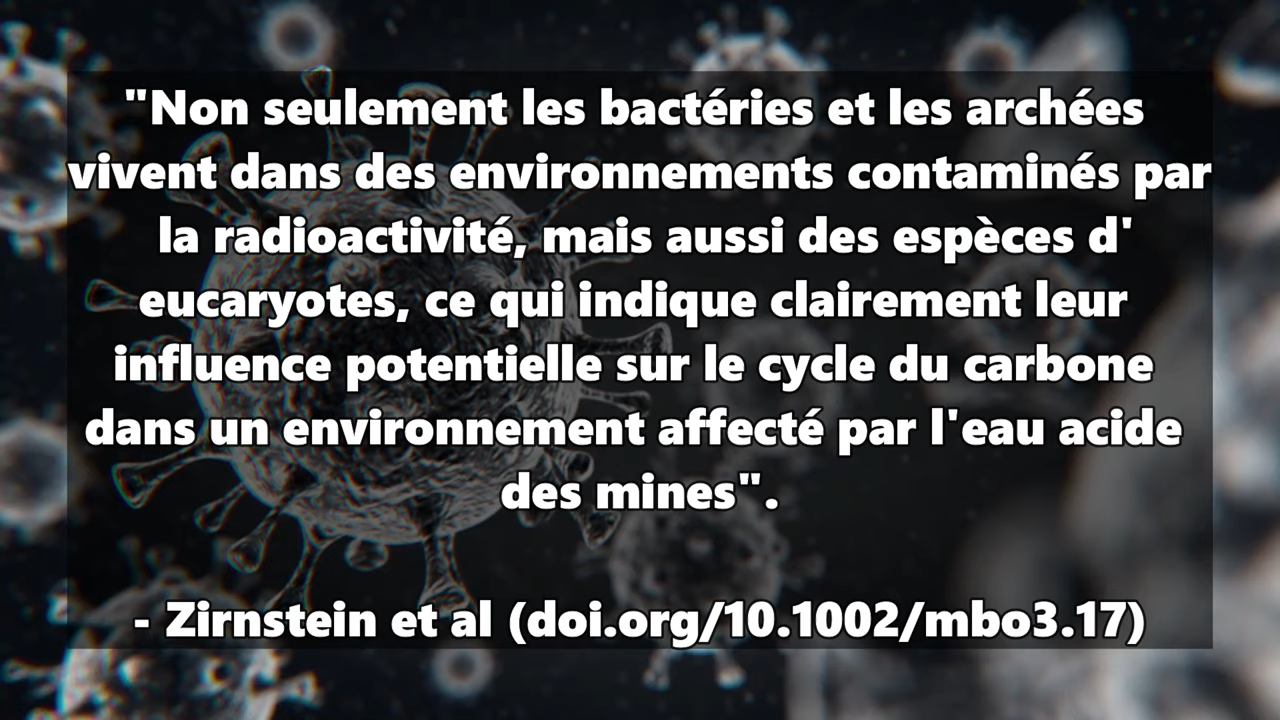 "Non seulement les bactéries et les archées
vivent dans des environnements contaminés par
la radioactivité, mais aussi des espèces d'
eucaryotes, ce qui indique clairement leur
influence potentielle sur le cycle du carbone
dans un environnement affecté par l'eau acide
des mines".
- Zirnstein et al (doi.org/10.1002/mbo3.17)